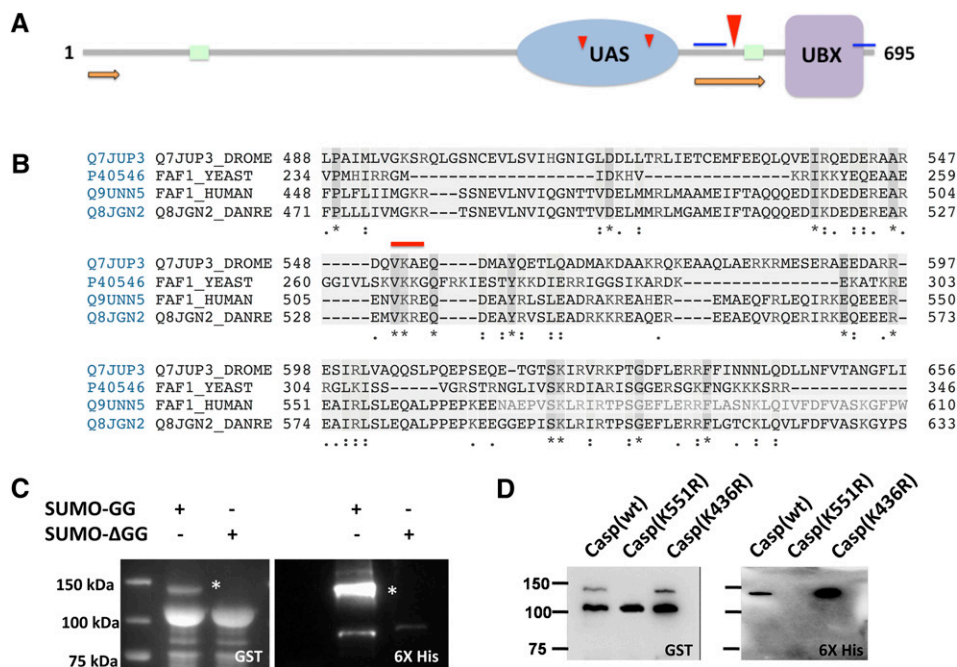 A
1
UAS
UBX
695
B
Q7JUP3 Q7JUP3_DROME 488 LPAIMLVGKSRQLGSNCEVLSVIHGNIGLDDLLTRLIETCEMFEEQLQVEIRQEDERAAR 547
P40546 FAF1_YEAST 234 VPMHIRRGM----------------------IDKHV----------------KRIKKYEQEAAE 259
Q9UNN5 FAF1_HUMAN 448 FPLFLIIMGKR---SSNEVLNVIQGNTTVDELMMRLMAAMEIFTAQQQEDIKDEDEREAR 504
Q8JGN2 Q8JGN2_DANRE 471 FPLLLIVMGKR---TSNEVLNVIQGNTTVDELMMRLMGAMEIFQAQQQEDIRDEDEREAR 527
. * : :* . : *:. :. . *
Q7JUP3 Q7JUP3_DROME 548 -----DQVKAEQ----DMAYQETLQADMAKDAAKRQKEAAQLAERKRMESERAEEDARR 597
P40546 FAF1_YEAST 260 GGIVLSKVKKGQFRKIESTYKKDIERRIGGSIKARDK-------------EKATKRE 303
Q9UNN5 FAF1_HUMAN 505 -----ENVKREQ----DEAYRLSLEADRAKREAHER----EMAEQFRLEQIRKEQEEER 550
Q8JGN2 Q8JGN2_DANRE 528 -----EMVKREQ----DEAYRVSLEADRKKREAQER----EEAEQVRQERIRKEQEEER 573
. ** * : :* : : . * : . *
Q7JUP3 Q7JUP3_DROME 598 ESIRLVAQQSLPQEPSEQE-TGTSKIRVRKPTGDFLERRFFINNNLQDLLNFVTANGFLI 656
P40546 FAF1_YEAST 304 RGLKISS-----VGRSTRNGLIVSKRDIARISGGERSGKFNGKKKSRR------------ 346
Q9UNN5 FAF1_HUMAN 551 EAIRLSLEQALPPEPKEENAEPVSKLRIRTPSGEFLERRFLASNKLQIVFDFVASKGFPW 610
Q8JGN2 Q8JGN2_DANRE 574 EAIRLSLEQALPPEPKEEGGEPISKLRIRTPSGEFLERRFLGTCKLQVLFDFVASKGYPS 633
..::: . . ** : * . * . : :
C
SUMO-GG + - + -
SUMO-ΔGG - + - +
150 kDa
100 kDa
75 kDa
*
GST
*
6X His
D
Casp(wt)
Casp(K551R)
Casp(K436R)
150
100
75
GST
Casp(wt)
Casp(K551R)
Casp(K436R)
6X His